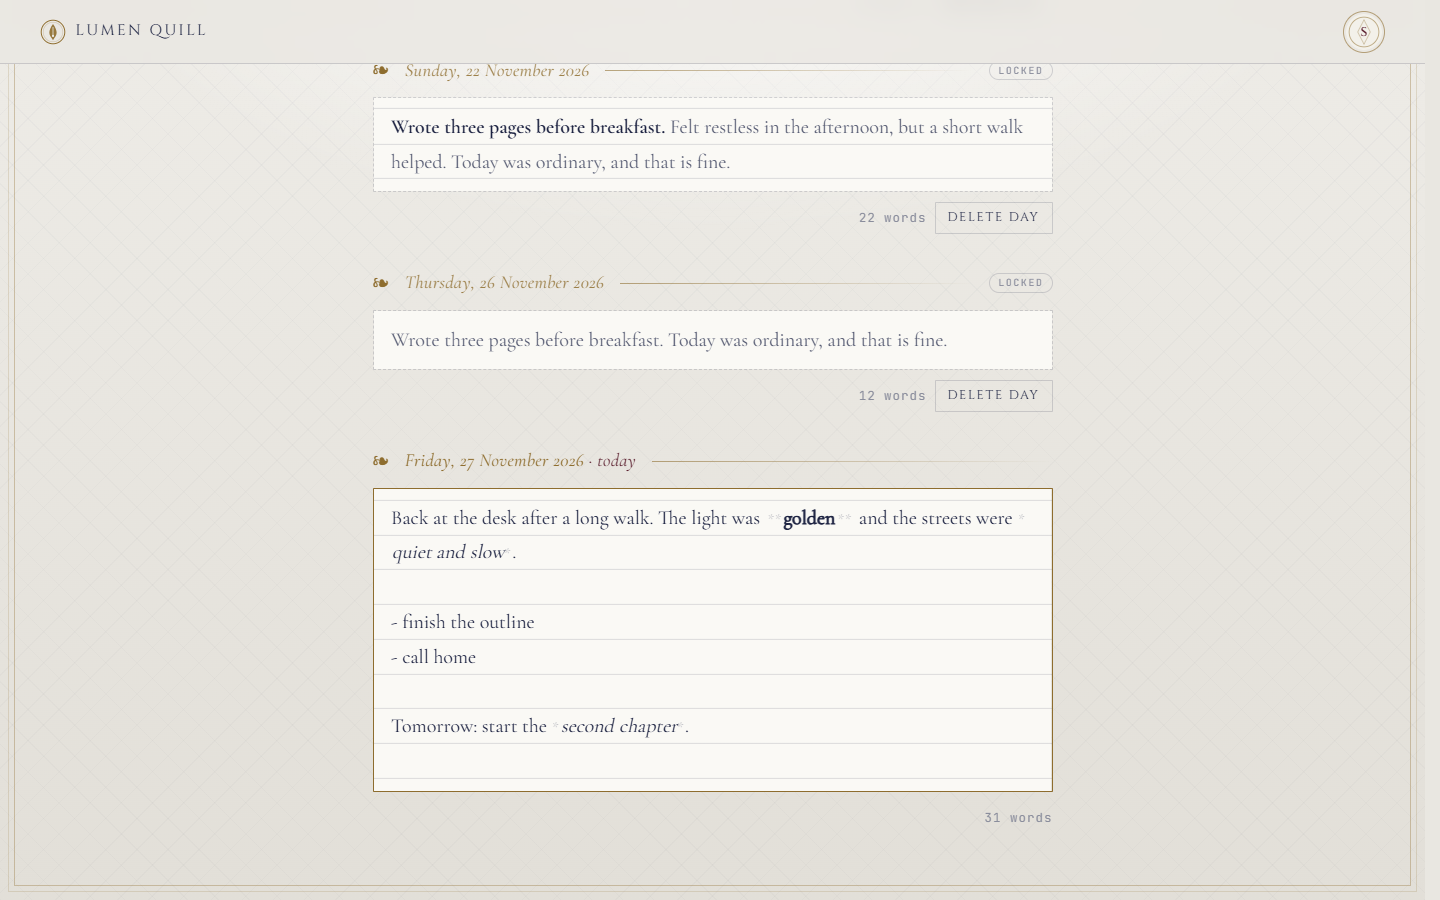 LUMEN QUILL
S
Sunday, 22 November 2026
LOCKED
Wrote three pages before breakfast. Felt restless in the afternoon, but a short walk
helped. Today was ordinary, and that is fine.
22 words
DELETE DAY
Thursday, 26 November 2026
LOCKED
Wrote three pages before breakfast. Today was ordinary, and that is fine.
12 words
DELETE DAY
Friday, 27 November 2026 · today
Back at the desk after a long walk. The light was **golden** and the streets were *
quiet and slow*.
- finish the outline
- call home
Tomorrow: start the *second chapter*.
31 words